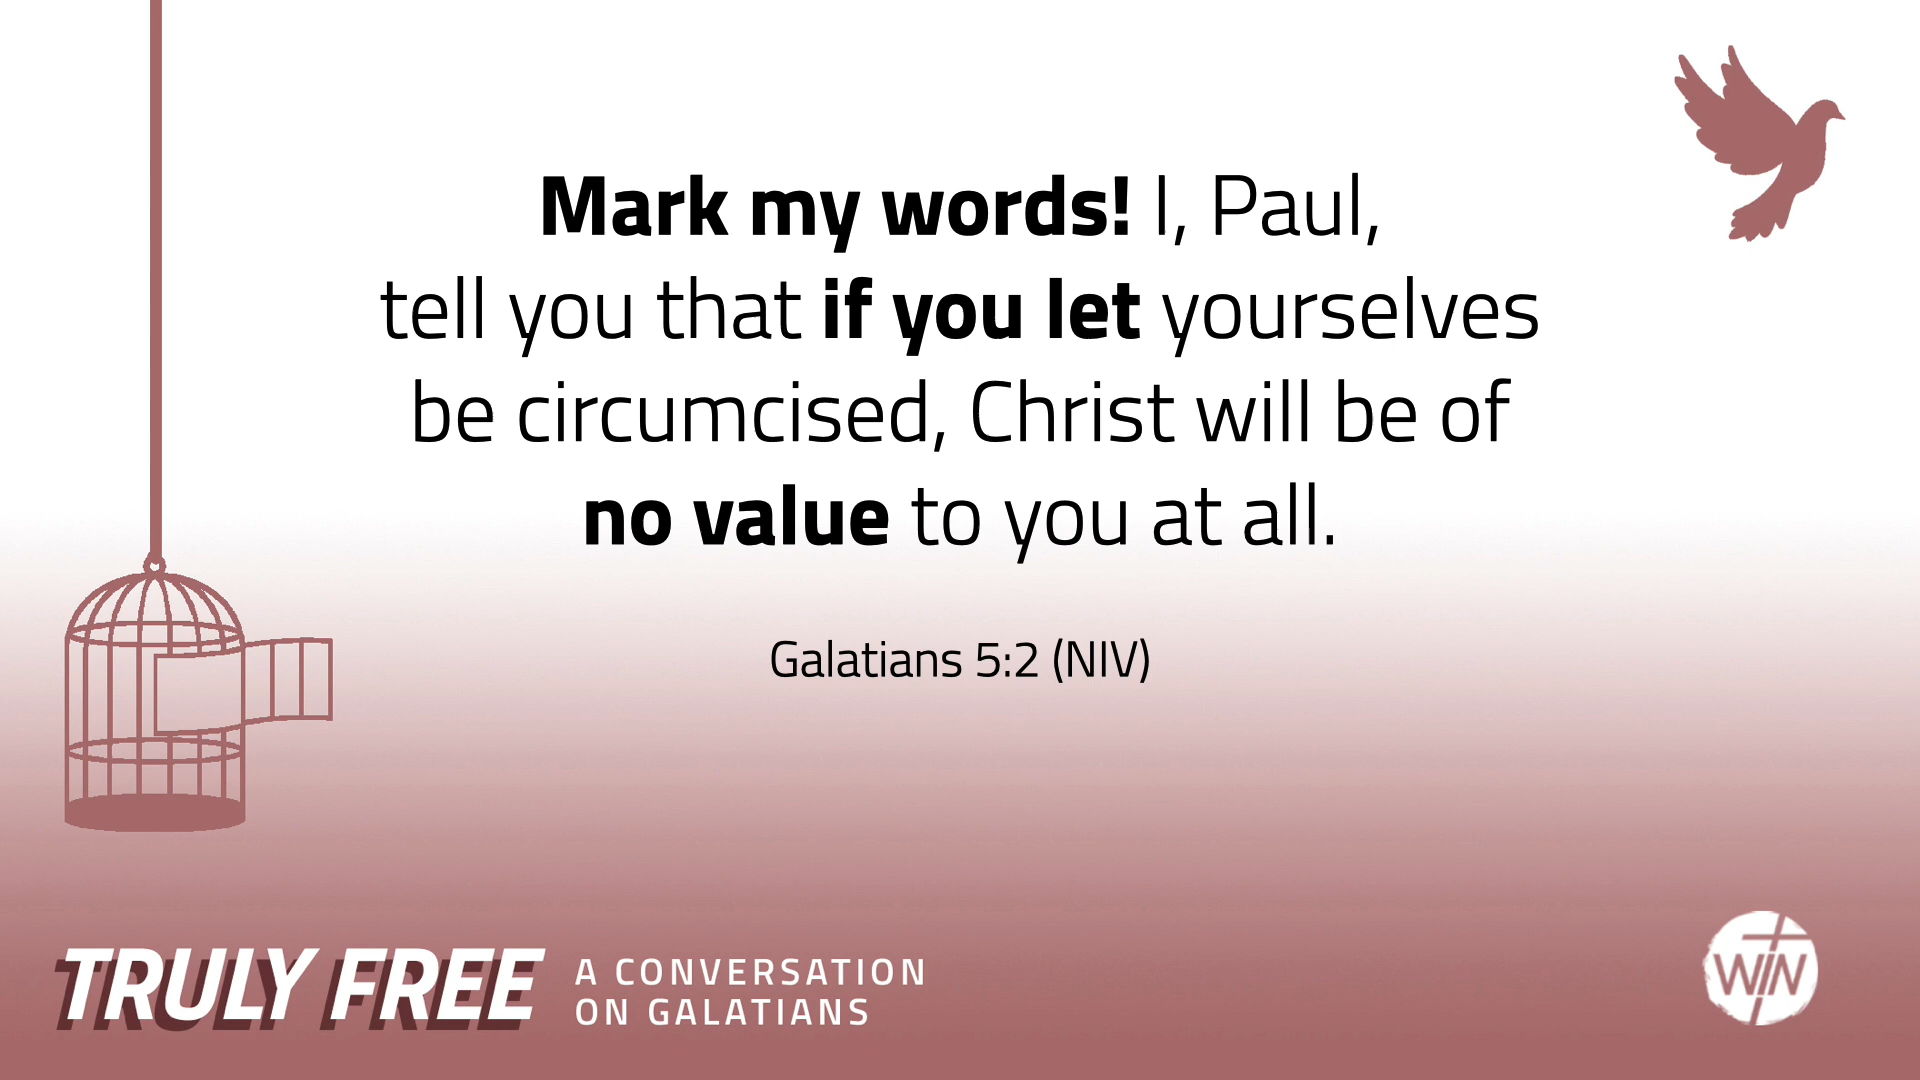 Mark my words! I, Paul,
tell you that if you let yourselves
be circumcised, Christ will be of
no value to you at all.
Galatians 5:2 (NIV)
TRULY FREE
A CONVERSATION
ON GALATIANS
WIN